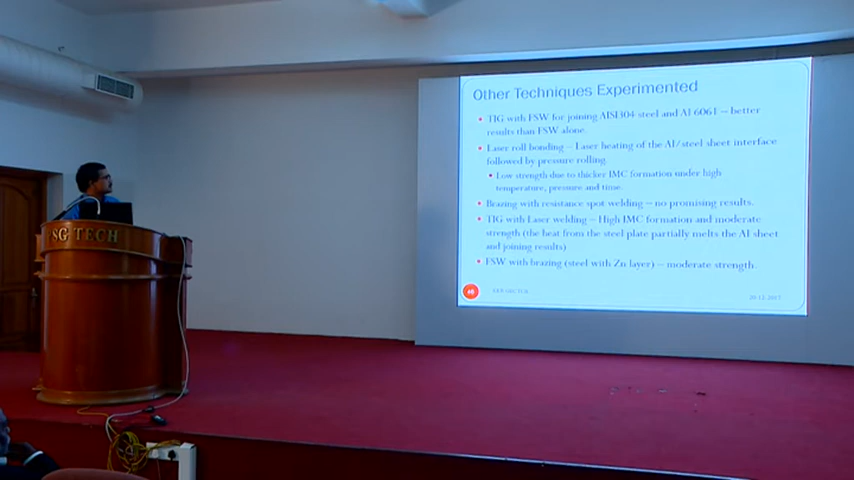 Other Techniques Experimented
TIG with FSW for joining AISI304 steel and Al 6061 – better
results than FSW alone.
Laser roll bonding – Laser heating of the Al/steel sheet interface
followed by pressure rolling.
Low strength due to thicker IMC formation under high
temperature, pressure and time.
Brazing with resistance spot welding – no promising results.
TIG with Laser welding – High IMC formation and moderate
strength (the heat from the steel plate partially melts the Al sheet
and joining results)
FSW with brazing (steel with Zn layer) – moderate strength.
20-12-2017
SG TECH